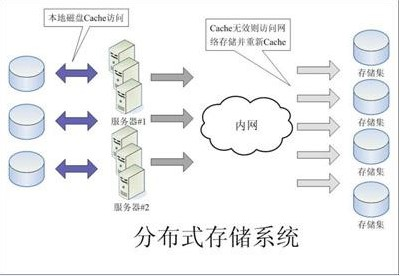 本地磁盘Cache访问
Cache无效则访问网
络存储并重新Cache
存储集
服务器#1
内网
存储集
存储集
服务器#2
存储集
分布式存储系统